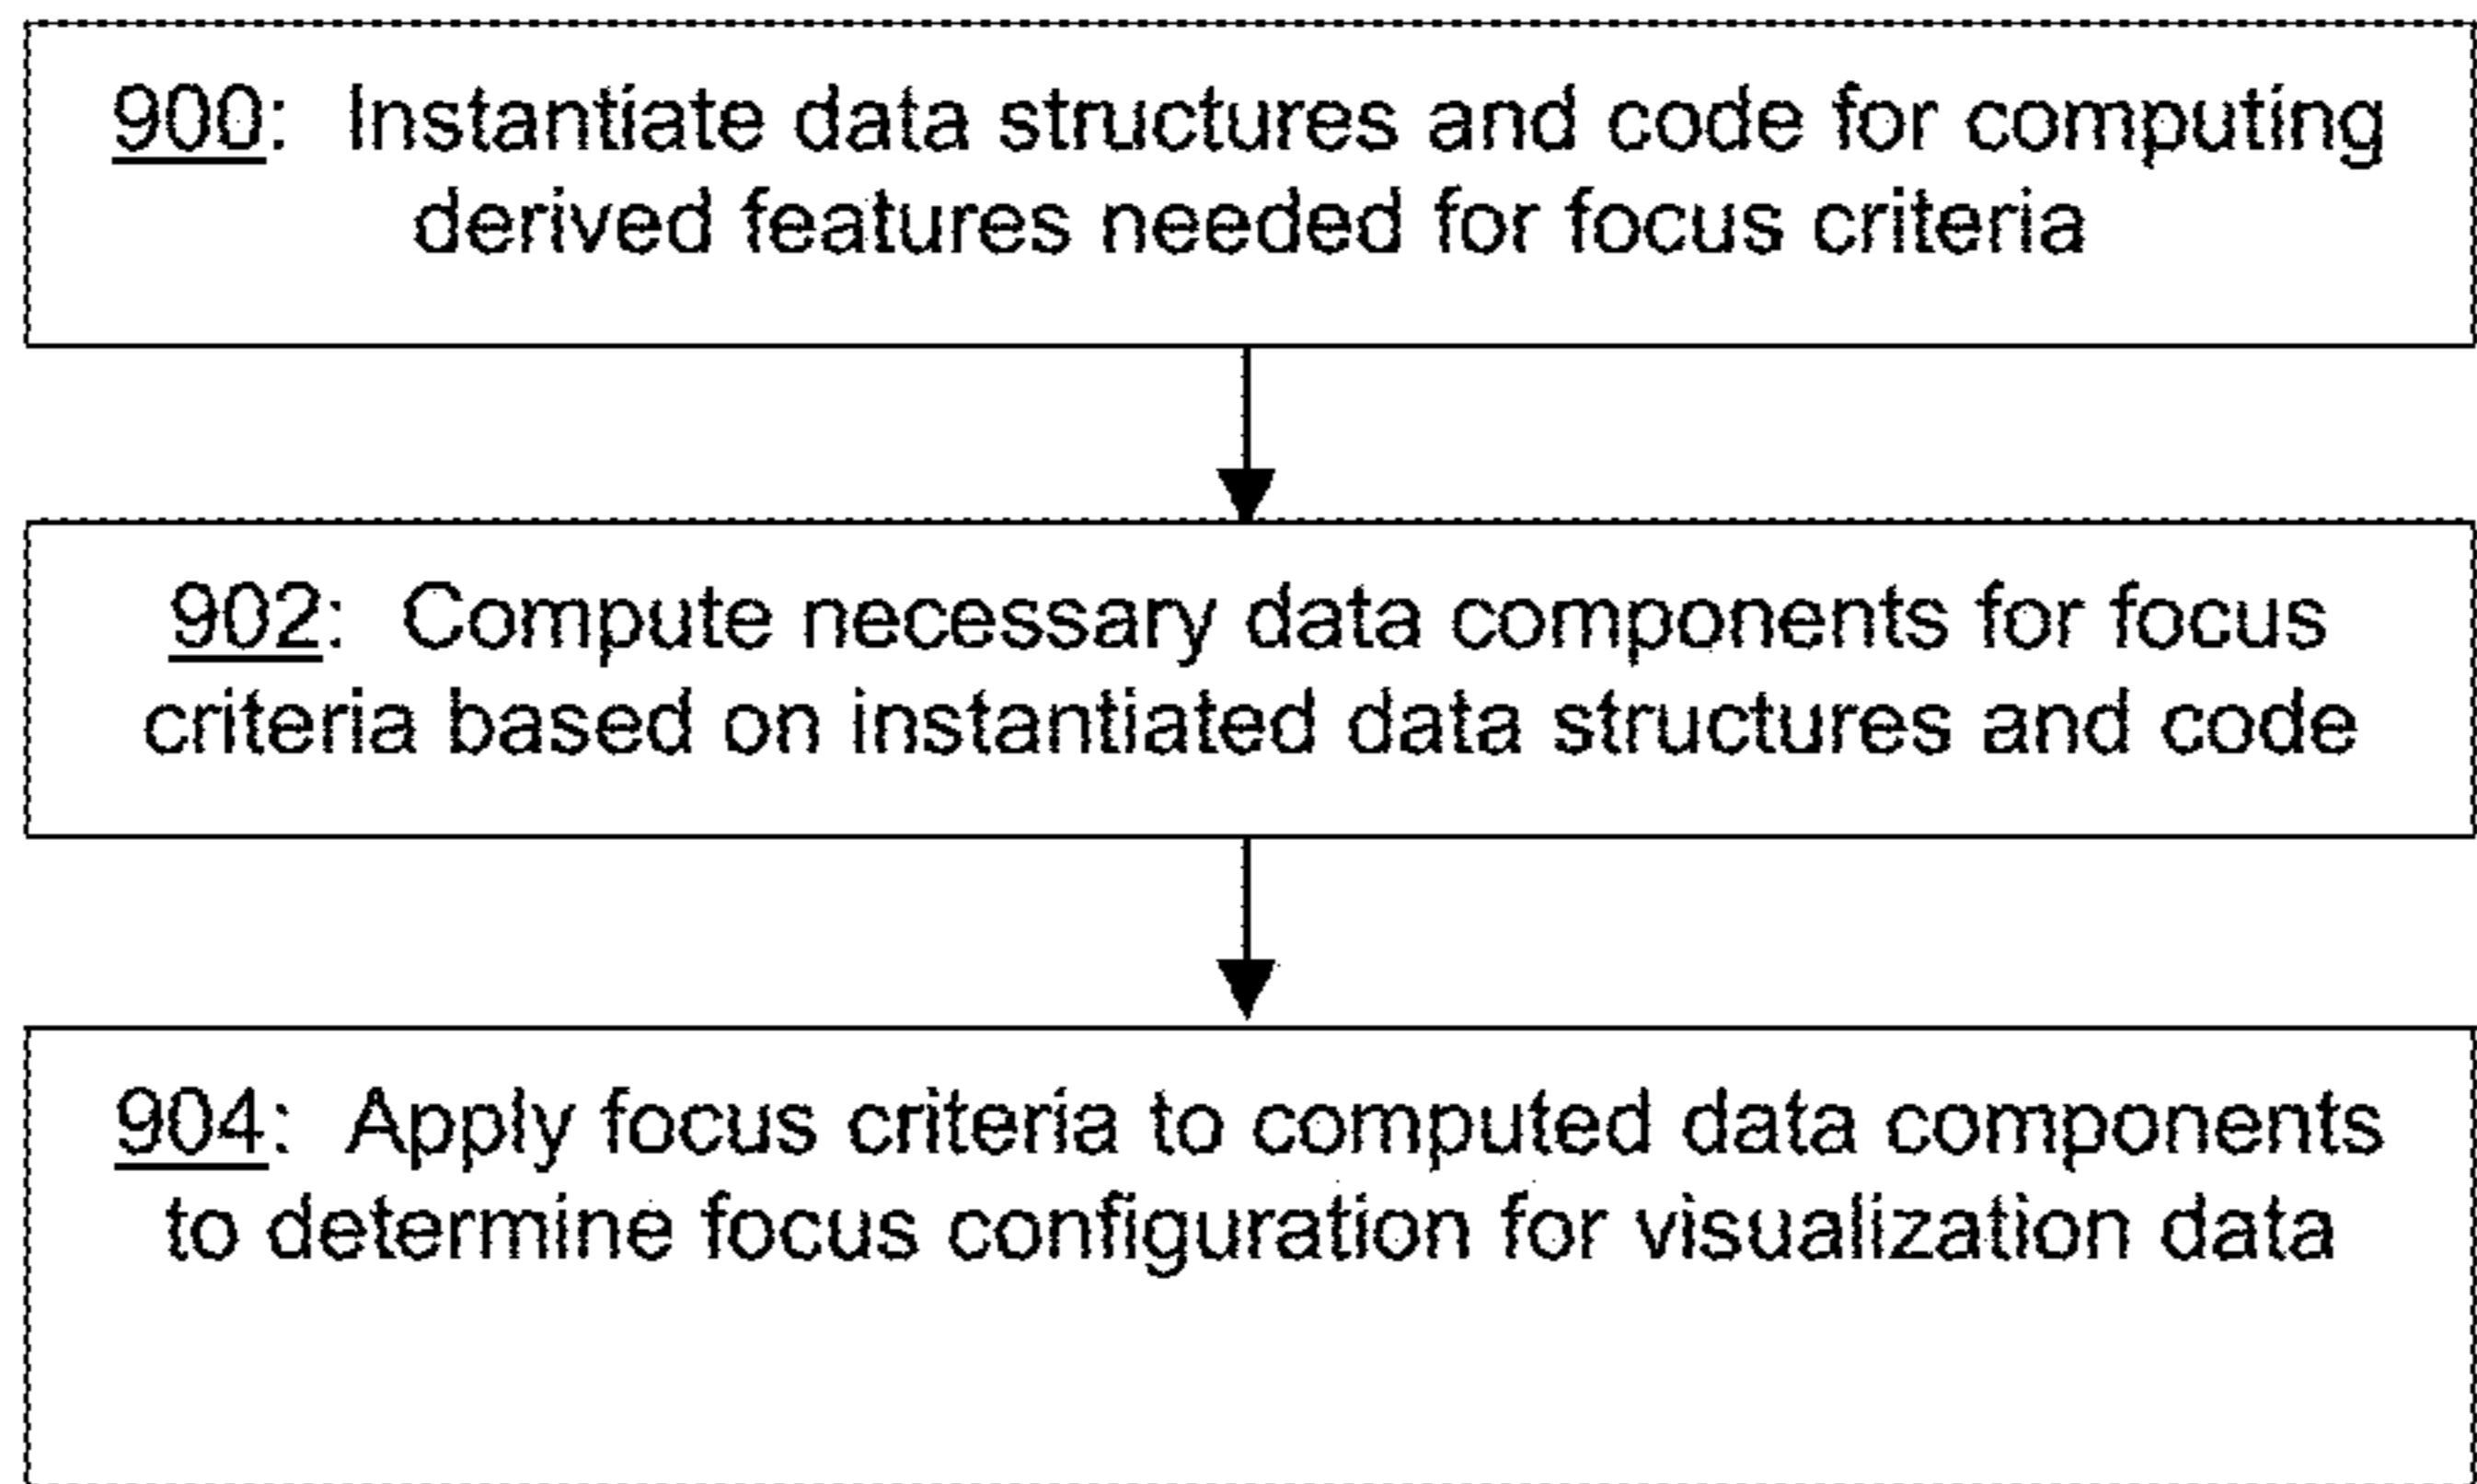 900: Instantiate data structures and code for computing
derived features needed for focus criteria
902: Compute necessary data components for focus
criteria based on instantiated data structures and code
904: Apply focus criteria to computed data components
to determine focus configuration for visualization data